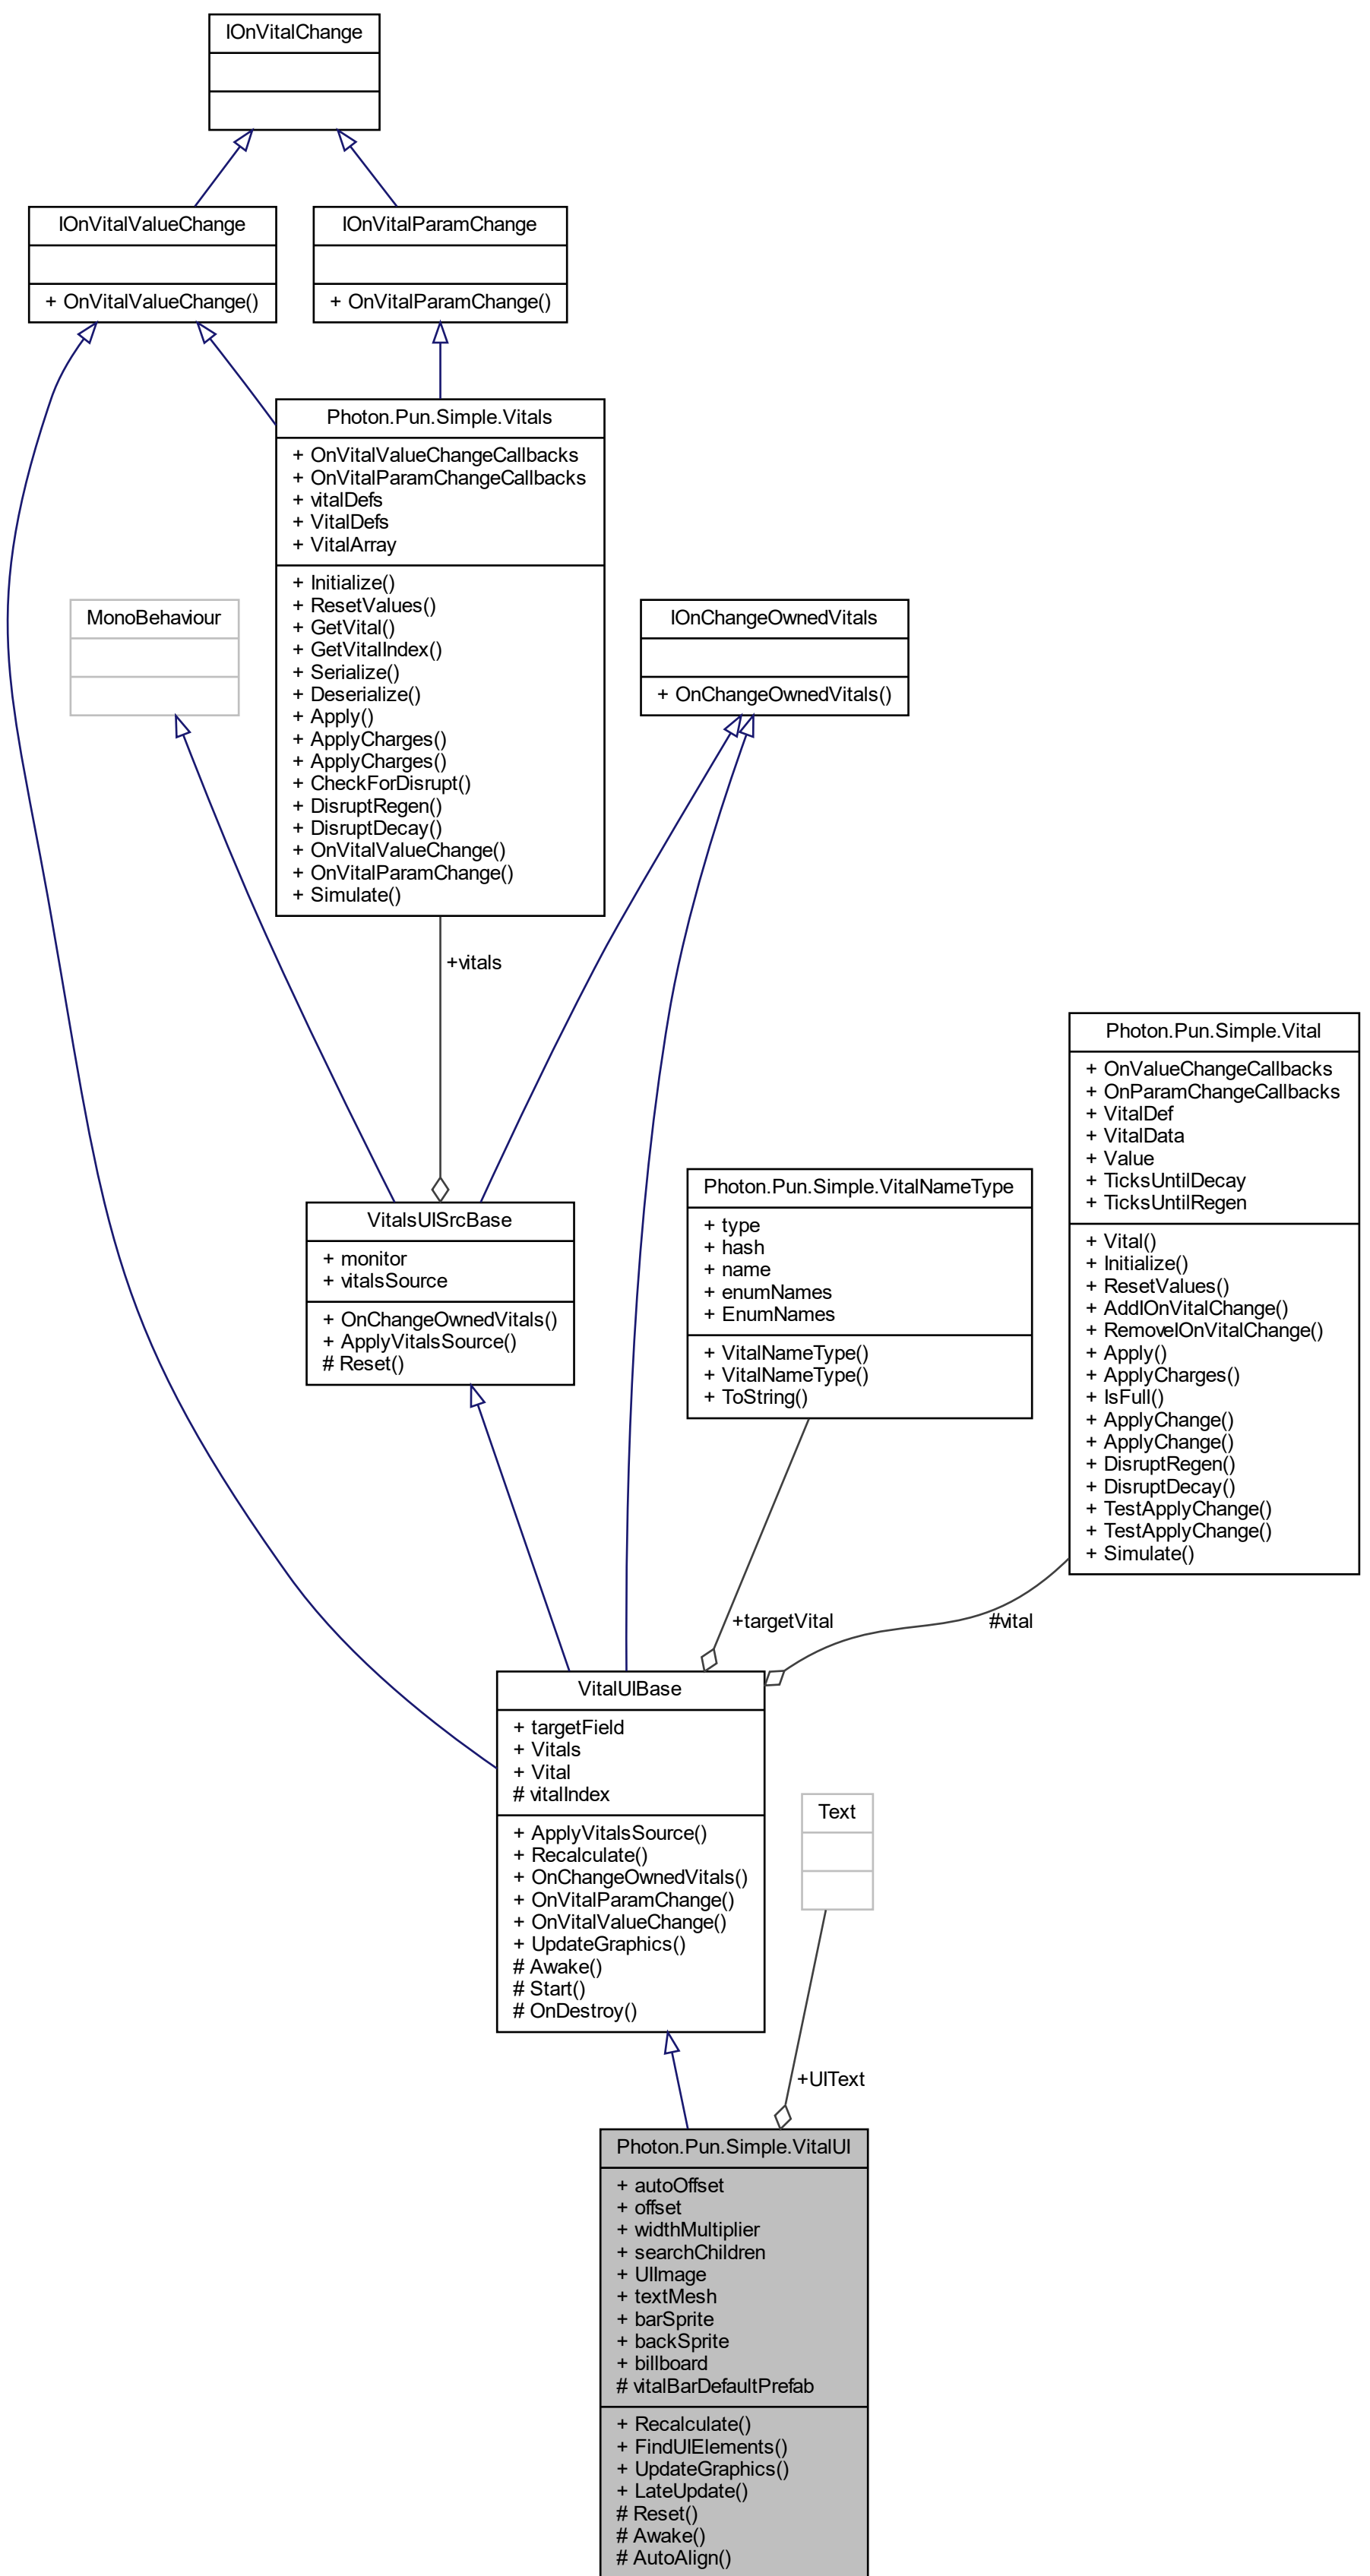 IOnVitalChange
IOnVitalValueChange
+ OnVitalValueChange()
IOnVitalParamChange
+ OnVitalParamChange()
Photon.Pun.Simple.Vitals
+ OnVitalValueChangeCallbacks
+ OnVitalParamChangeCallbacks
+ vitalDefs
+ VitalDefs
+ VitalArray
+ Initialize()
+ ResetValues()
+ GetVital()
+ GetVitalIndex()
+ Serialize()
+ Deserialize()
+ Apply()
+ ApplyCharges()
+ ApplyCharges()
+ CheckForDisrupt()
+ DisruptRegen()
+ DisruptDecay()
+ OnVitalValueChange()
+ OnVitalParamChange()
+ Simulate()
MonoBehaviour
IOnChangeOwnedVitals
+ OnChangeOwnedVitals()
+vitals
VitalsUISrcBase
+ monitor
+ vitalsSource
+ OnChangeOwnedVitals()
+ ApplyVitalsSource()
# Reset()
Photon.Pun.Simple.VitalNameType
+ type
+ hash
+ name
+ enumNames
+ EnumNames
+ VitalNameType()
+ VitalNameType()
+ ToString()
Photon.Pun.Simple.Vital
+ OnValueChangeCallbacks
+ OnParamChangeCallbacks
+ VitalDef
+ VitalData
+ Value
+ TicksUntilDecay
+ TicksUntilRegen
+ Vital()
+ Initialize()
+ ResetValues()
+ AddIOnVitalChange()
+ RemoveIOnVitalChange()
+ Apply()
+ ApplyCharges()
+ IsFull()
+ ApplyChange()
+ ApplyChange()
+ DisruptRegen()
+ DisruptDecay()
+ TestApplyChange()
+ TestApplyChange()
+ Simulate()
+targetVital
#vital
VitalUIBase
+ targetField
+ Vitals
+ Vital
# vitalIndex
+ ApplyVitalsSource()
+ Recalculate()
+ OnChangeOwnedVitals()
+ OnVitalParamChange()
+ OnVitalValueChange()
+ UpdateGraphics()
# Awake()
# Start()
# OnDestroy()
Text
+UIText
Photon.Pun.Simple.VitalUI
+ autoOffset
+ offset
+ widthMultiplier
+ searchChildren
+ UIImage
+ textMesh
+ barSprite
+ backSprite
+ billboard
# vitalBarDefaultPrefab
+ Recalculate()
+ FindUIElements()
+ UpdateGraphics()
+ LateUpdate()
# Reset()
# Awake()
# AutoAlign()